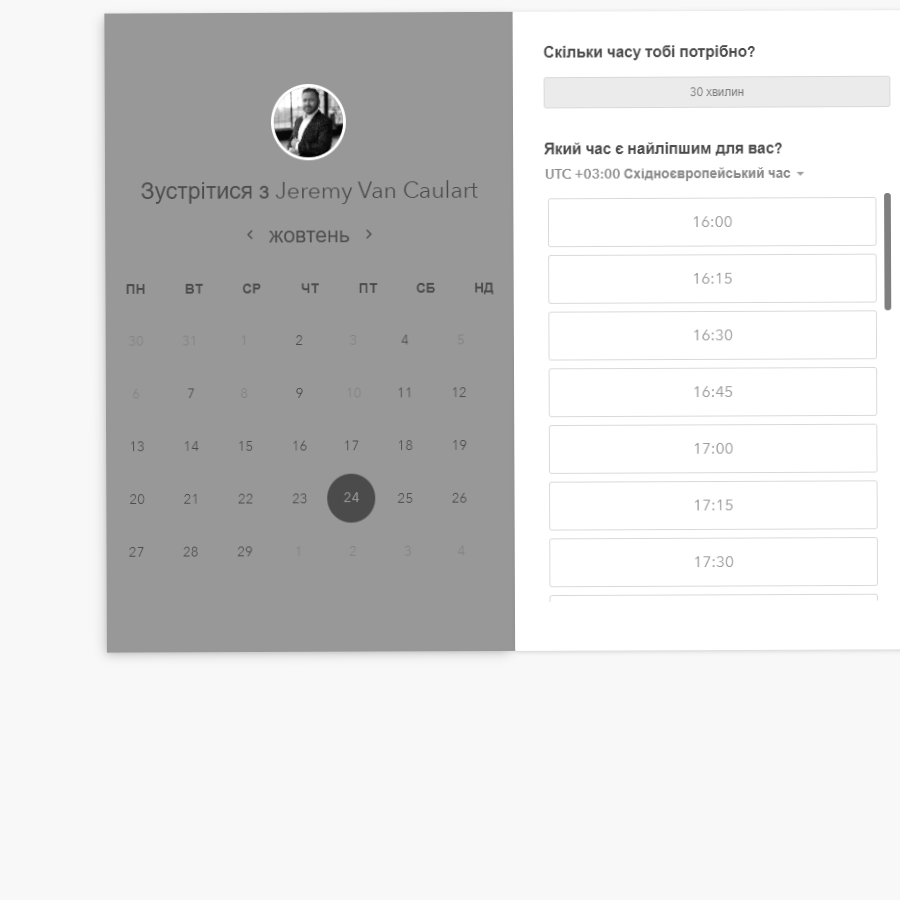 Зустрітися з Jeremy Van Caulart
жовтень
ПН ВТ СР ЧТ ПТ СБ НД
30 31 1 2 3 4 5
6 7 8 9 10 11 12
13 14 15 16 17 18 19
20 21 22 23 24 25 26
27 28 29 1 2 3 4
Скільки часу тобі потрібно?
30 хвилин
Який час є найліпшим для вас?
UTC +03:00 Східноєвропейський час
16:00
16:15
16:30
16:45
17:00
17:15
17:30